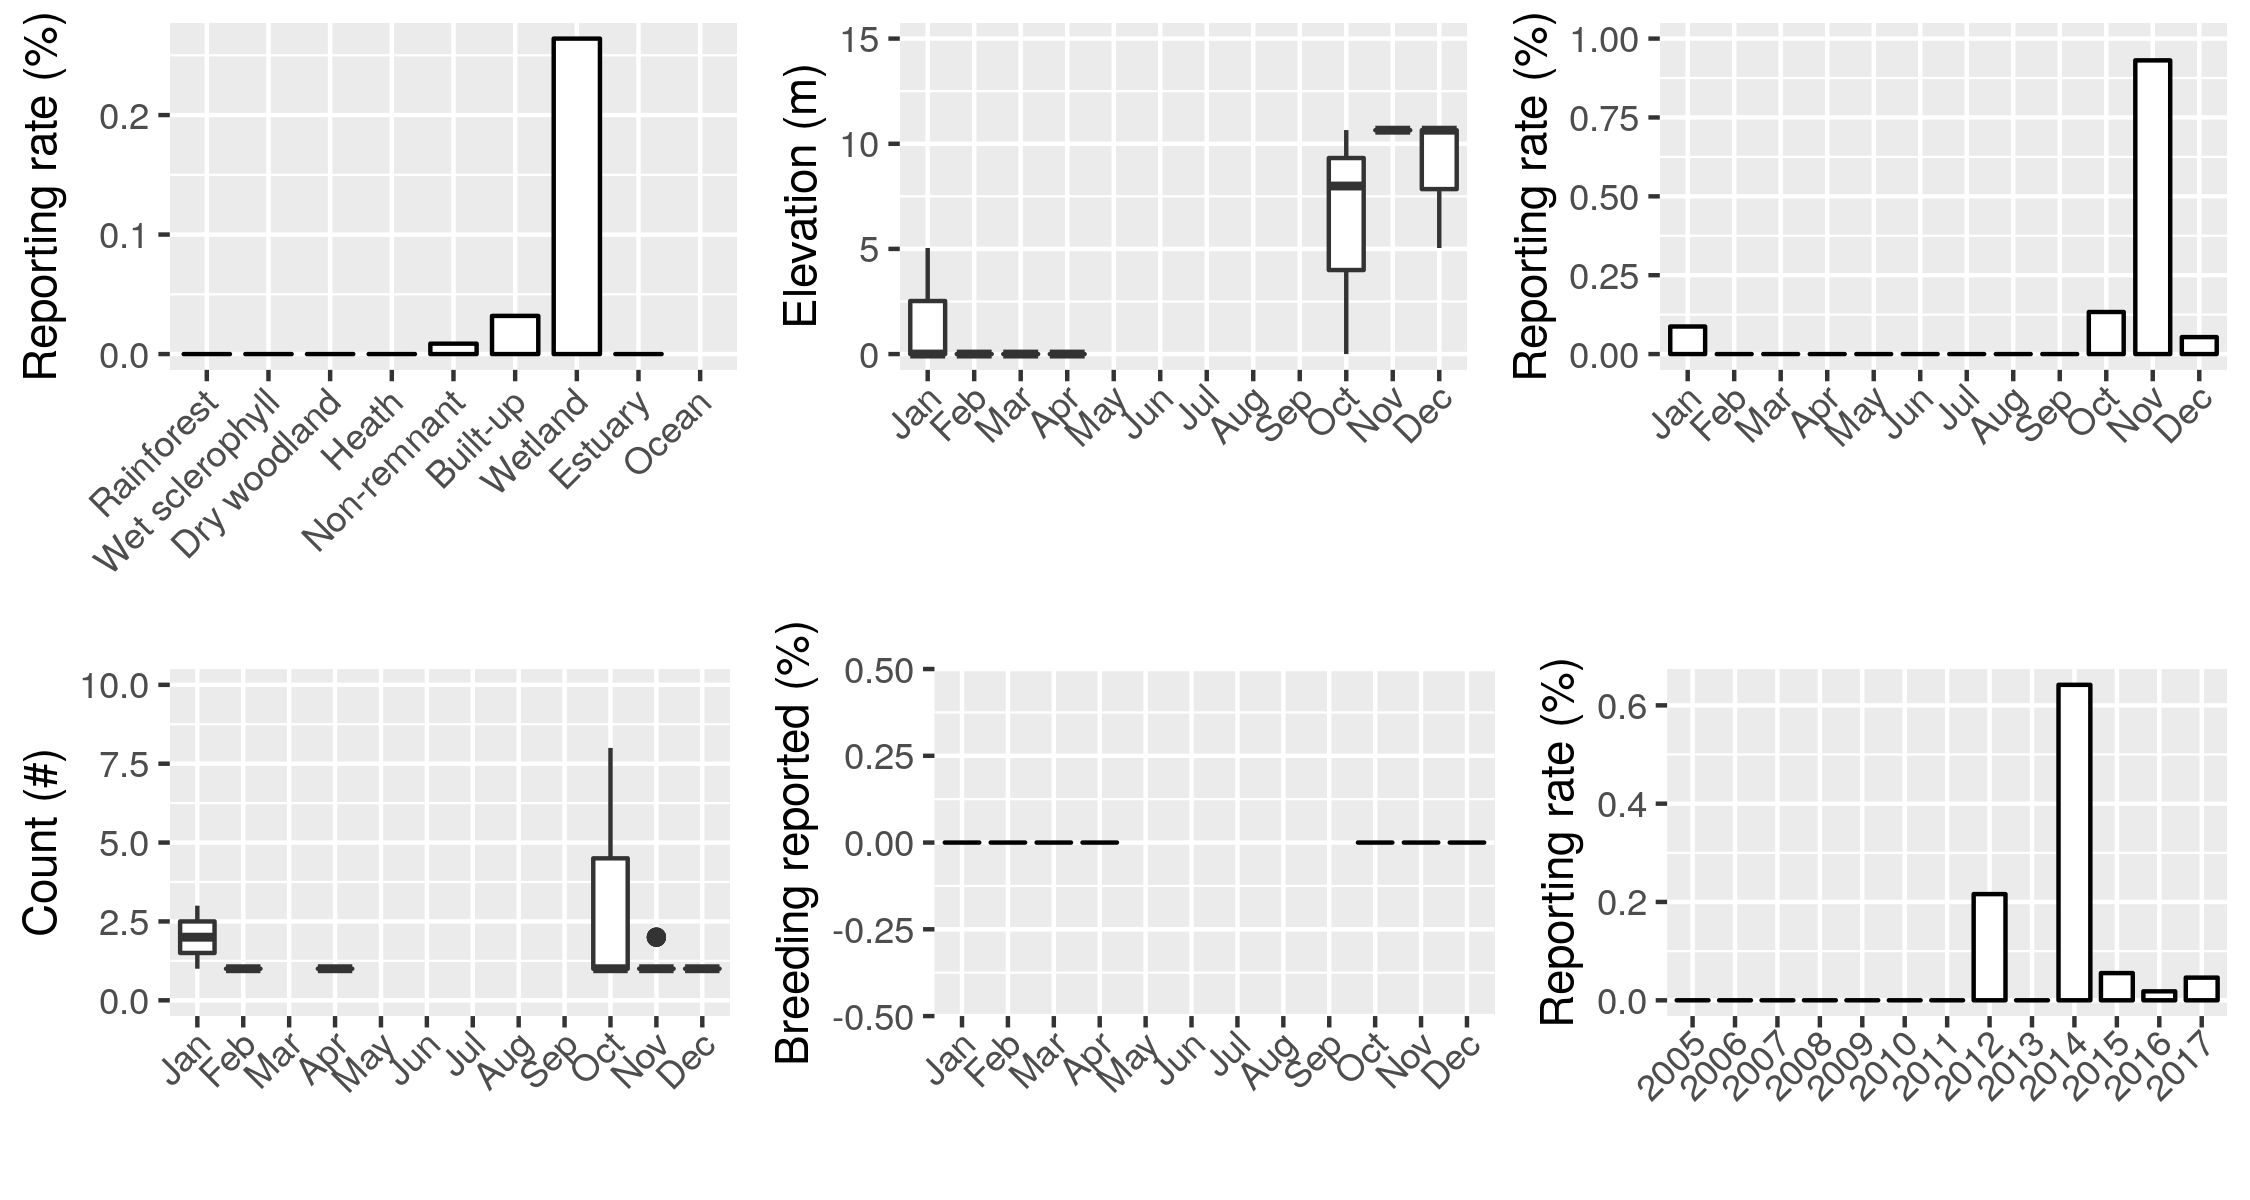 Reporting rate (%)
0.2
0.1
0.0
Rainforest
Wet sclerophyll
Dry woodland
Heath
Non-remnant
Built-up
Wetland
Estuary
Ocean
Elevation (m)
15
10
5
0
Jan
Feb
Mar
Apr
May
Jun
Jul
Aug
Sep
Oct
Nov
Dec
Reporting rate (%)
1.00
0.75
0.50
0.25
0.00
Jan
Feb
Mar
Apr
May
Jun
Jul
Aug
Sep
Oct
Nov
Dec
Count (#)
10.0
7.5
5.0
2.5
0.0
Jan
Feb
Mar
Apr
May
Jun
Jul
Aug
Sep
Oct
Nov
Dec
Breeding reported (%)
0.50
0.25
0.00
-0.25
-0.50
Jan
Feb
Mar
Apr
May
Jun
Jul
Aug
Sep
Oct
Nov
Dec
Reporting rate (%)
0.6
0.4
0.2
0.0
2005
2006
2007
2008
2009
2010
2011
2012
2013
2014
2015
2016
2017